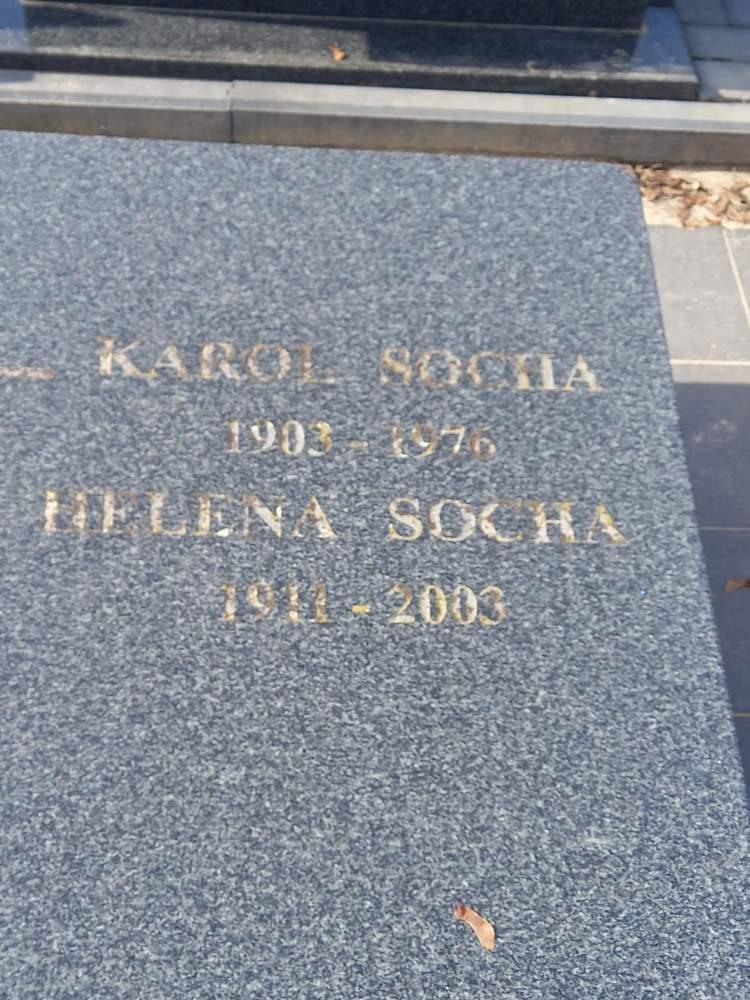 KAROL SOCHA
1903 - 1976
HELENA SOCHA
1911 - 2003